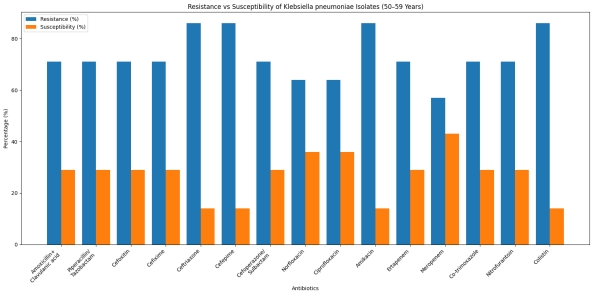 Resistance vs Susceptibility of Klebsiella pneumoniae Isolates (50–59 Years)
Resistance (%)
Susceptibility (%)
Percentage (%)
80
60
40
20
0
Amoxicillin+
Clavulanic acid
Piperacillin/
Tazobactam
Cefoxitin
Cefixime
Ceftriaxone
Cefepime
Cefoperazone/
Sulbactam
Norfloxacin
Ciprofloxacin
Amikacin
Ertapenem
Meropenem
Co-trimoxazole
Nitrofurantoin
Colistin
Antibiotics